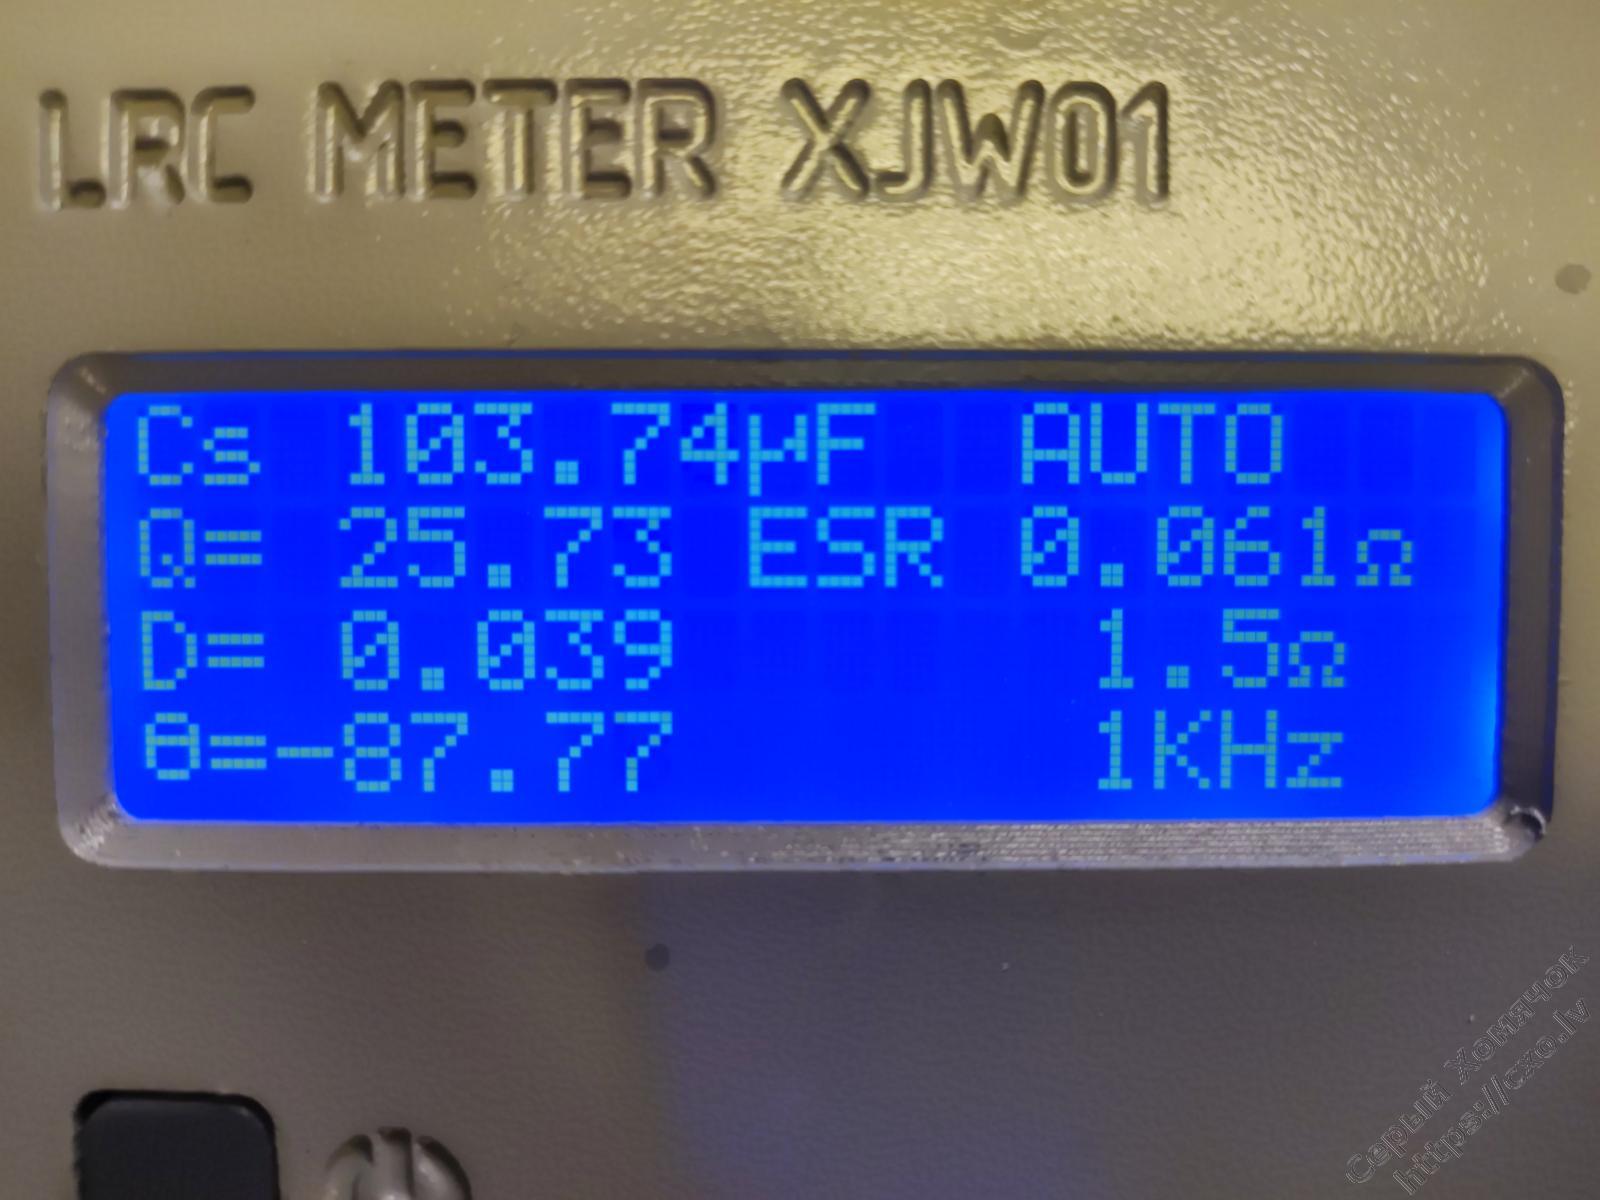 LRC METER XJW01
Cs 103.74µF AUTO
Q= 25.73 ESR 0.061Ω
D= 0.039 1.5Ω
θ=-87.77 1KHz
Серый Хомячок
https://cxo.lv